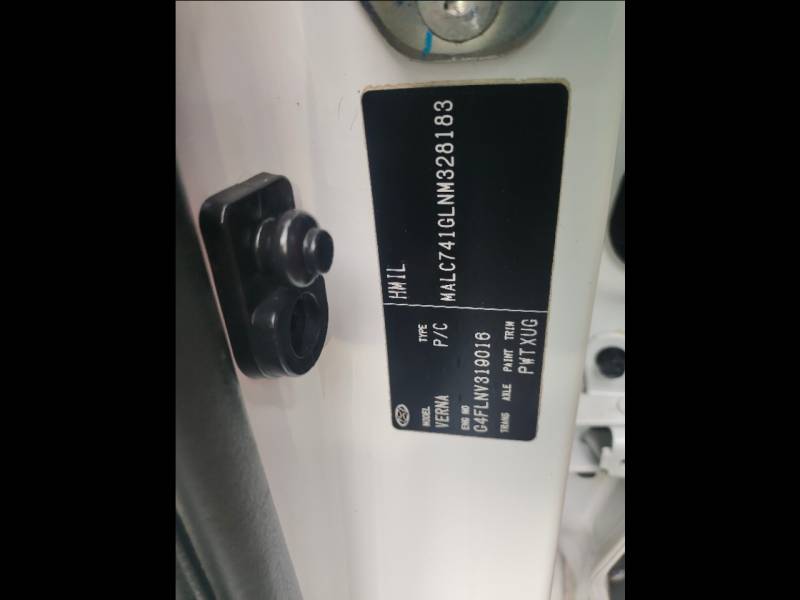 HMIL
MODEL TYPE
VERNA P/C MALC741GLNM328183
ENG NO
G4FLNV319016
TRANS AXLE PAINT TRIM
PWTXUG